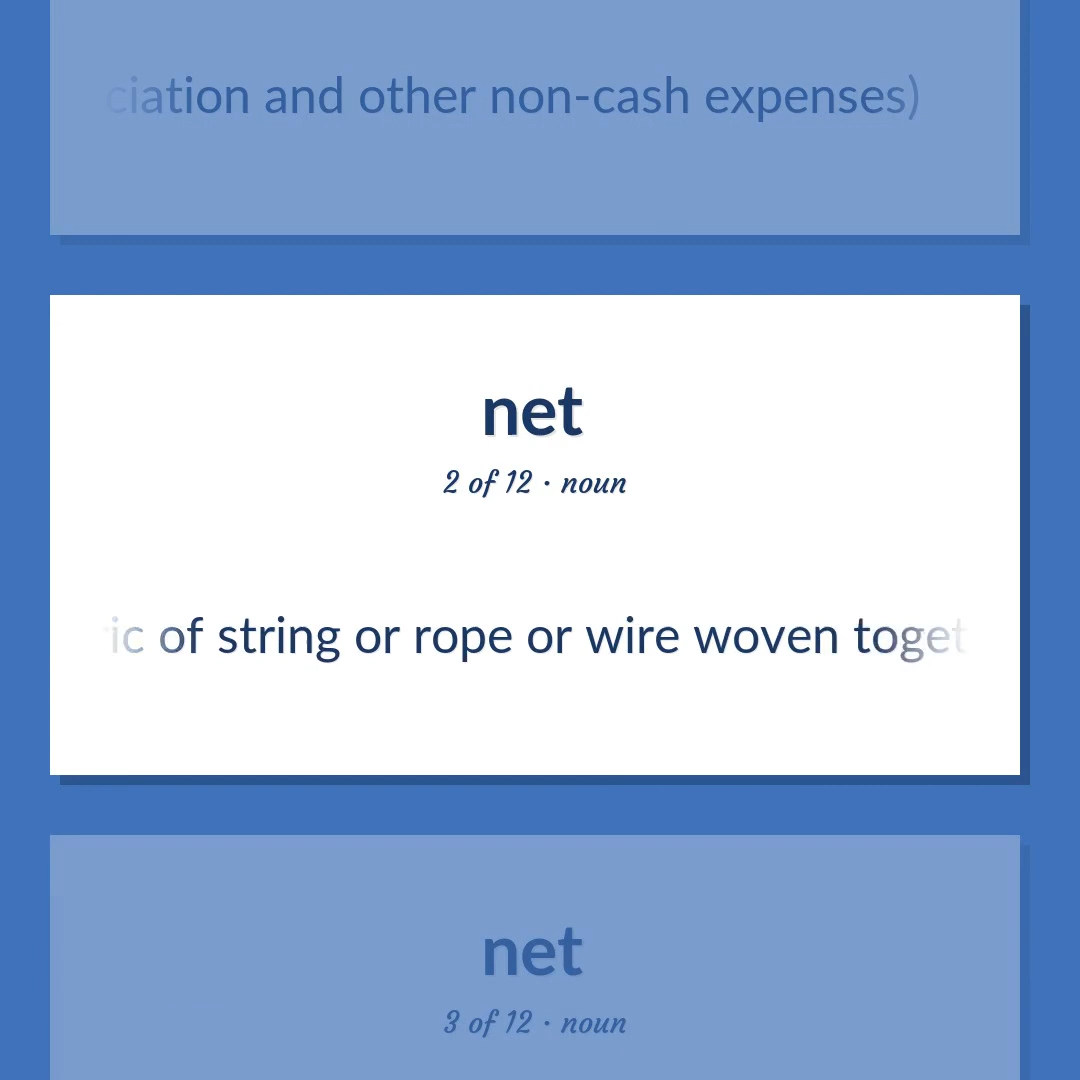 ciation and other non-cash expenses)
net
2 of 12 · noun
ic of string or rope or wire woven toget
net
3 of 12 · noun